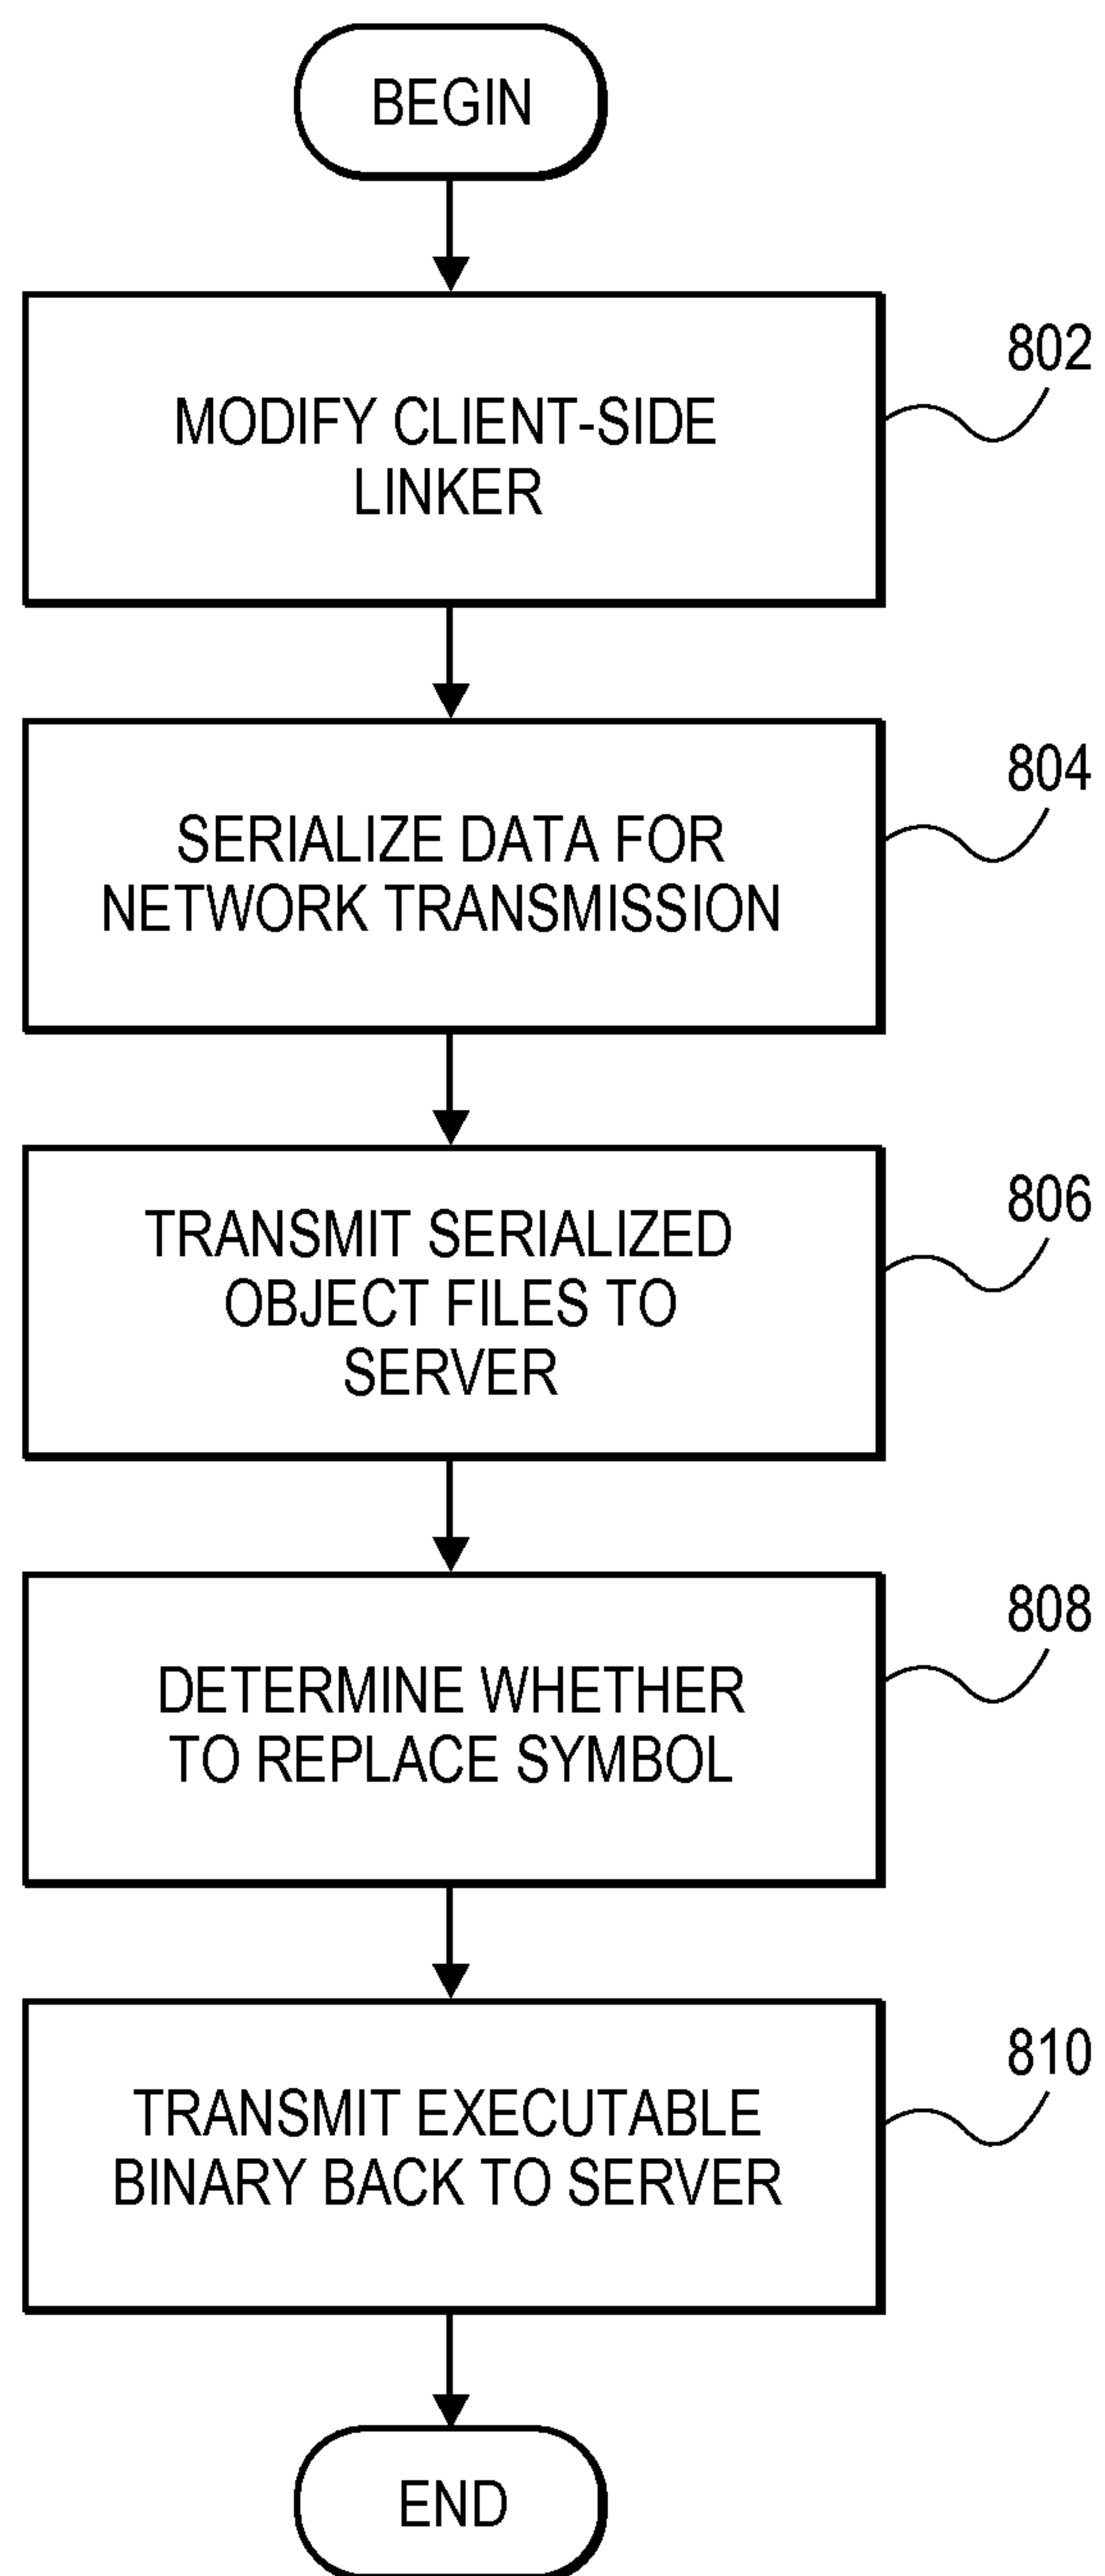 BEGIN
MODIFY CLIENT-SIDE
LINKER
802
SERIALIZE DATA FOR
NETWORK TRANSMISSION
804
TRANSMIT SERIALIZED
OBJECT FILES TO
SERVER
806
DETERMINE WHETHER
TO REPLACE SYMBOL
808
TRANSMIT EXECUTABLE
BINARY BACK TO SERVER
810
END